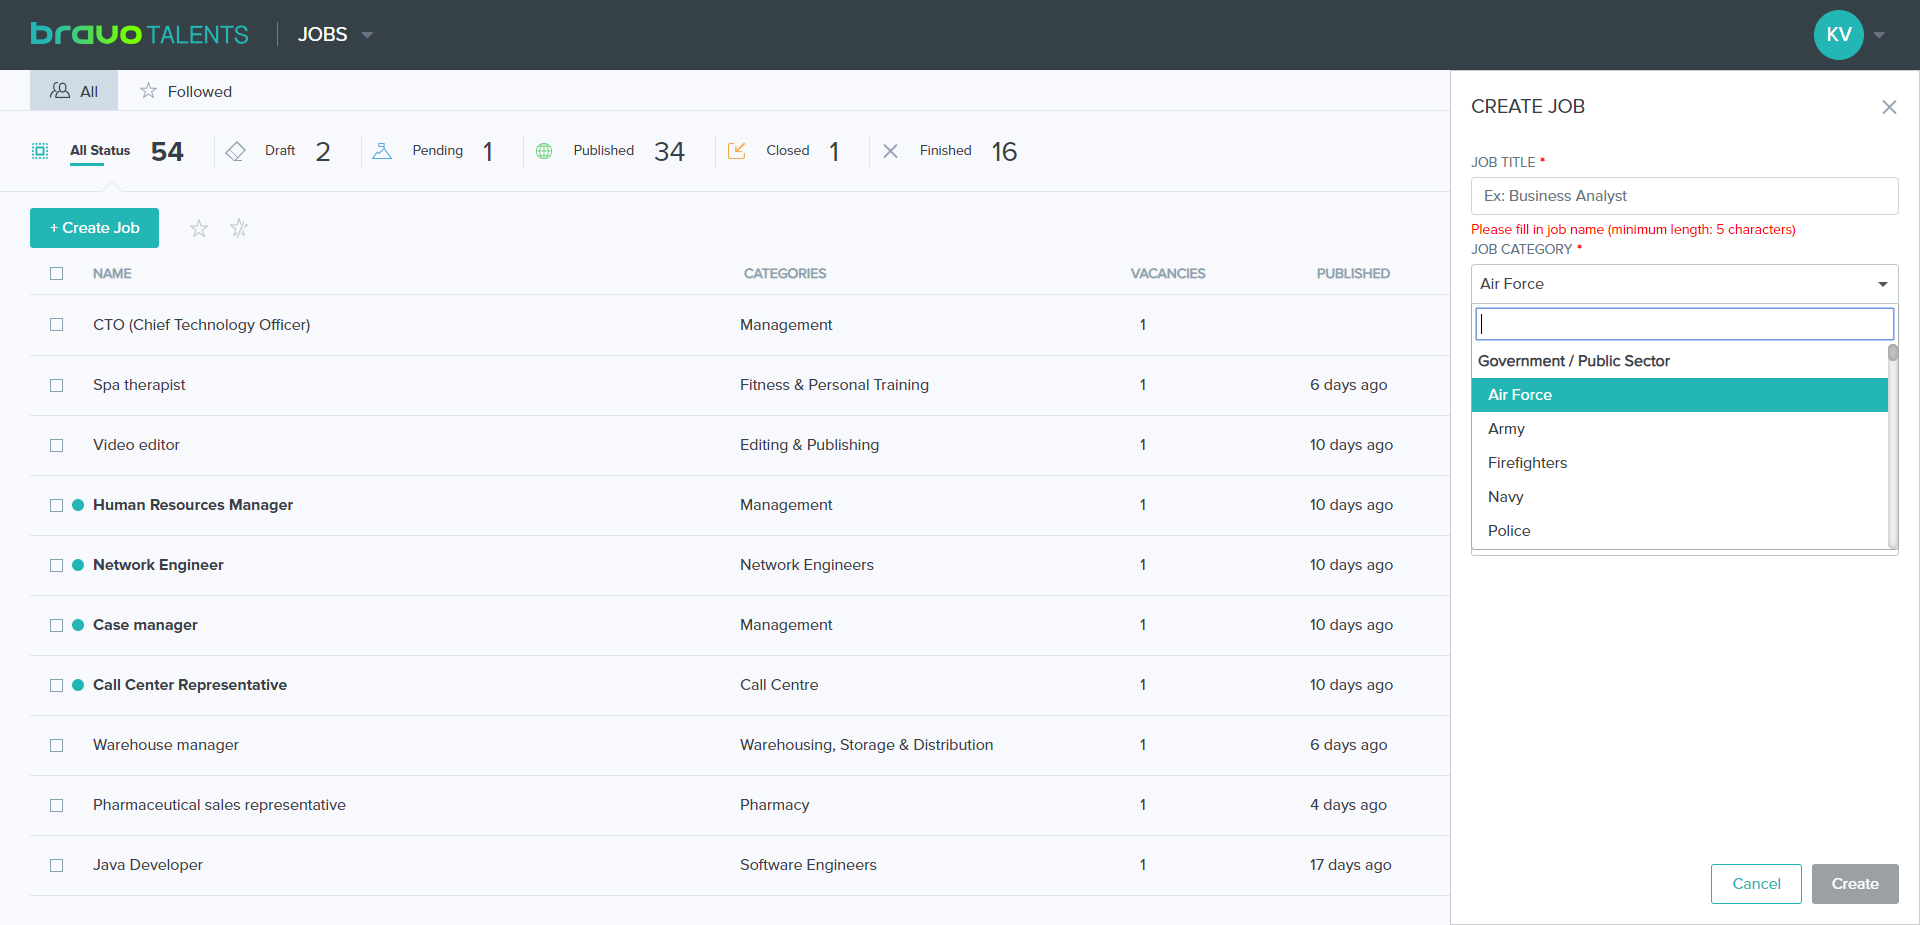 bravo TALENTS JOBS KV
All Followed
All Status 54 Draft 2 Pending 1 Published 34 Closed 1 Finished 16
+ Create Job
NAME CATEGORIES VACANCIES PUBLISHED
CTO (Chief Technology Officer) Management 1
Spa therapist Fitness & Personal Training 1 6 days ago
Video editor Editing & Publishing 1 10 days ago
Human Resources Manager Management 1 10 days ago
Network Engineer Network Engineers 1 10 days ago
Case manager Management 1 10 days ago
Call Center Representative Call Centre 1 10 days ago
Warehouse manager Warehousing, Storage & Distribution 1 6 days ago
Pharmaceutical sales representative Pharmacy 1 4 days ago
Java Developer Software Engineers 1 17 days ago
CREATE JOB
JOB TITLE *
Ex: Business Analyst
Please fill in job name (minimum length: 5 characters)
JOB CATEGORY *
Air Force
Government / Public Sector
Air Force
Army
Firefighters
Navy
Police
Cancel Create